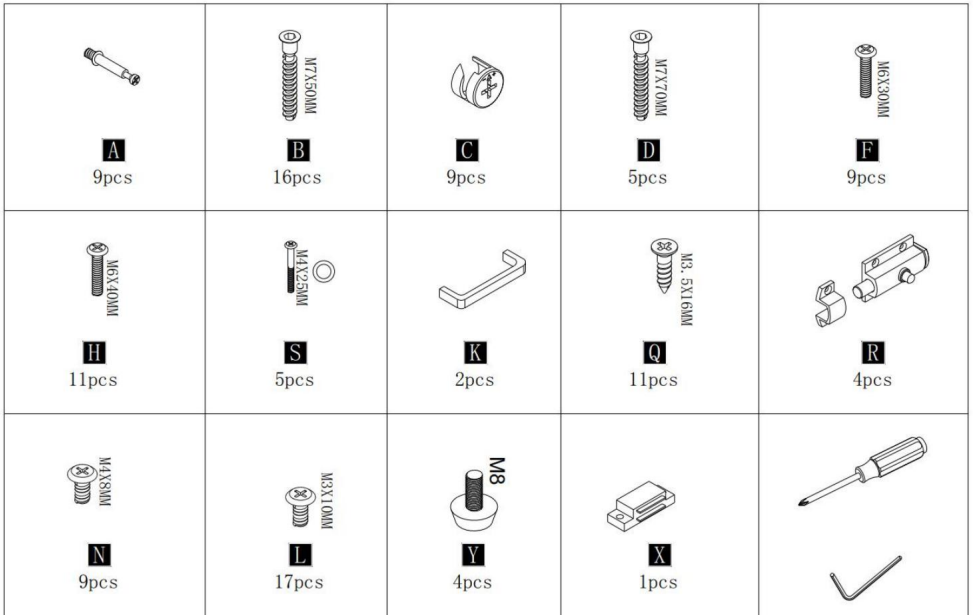 M7X50MM
M7X70MM
M6X30MM
A
B
C
D
F
9pcs
16pcs
9pcs
5pcs
9pcs
M6X40MM
M4X25MM
M3.5X16MM
H
S
K
Q
R
11pcs
5pcs
2pcs
11pcs
4pcs
M4X8MM
M3X10MM
M8
N
L
Y
X
9pcs
17pcs
4pcs
1pcs